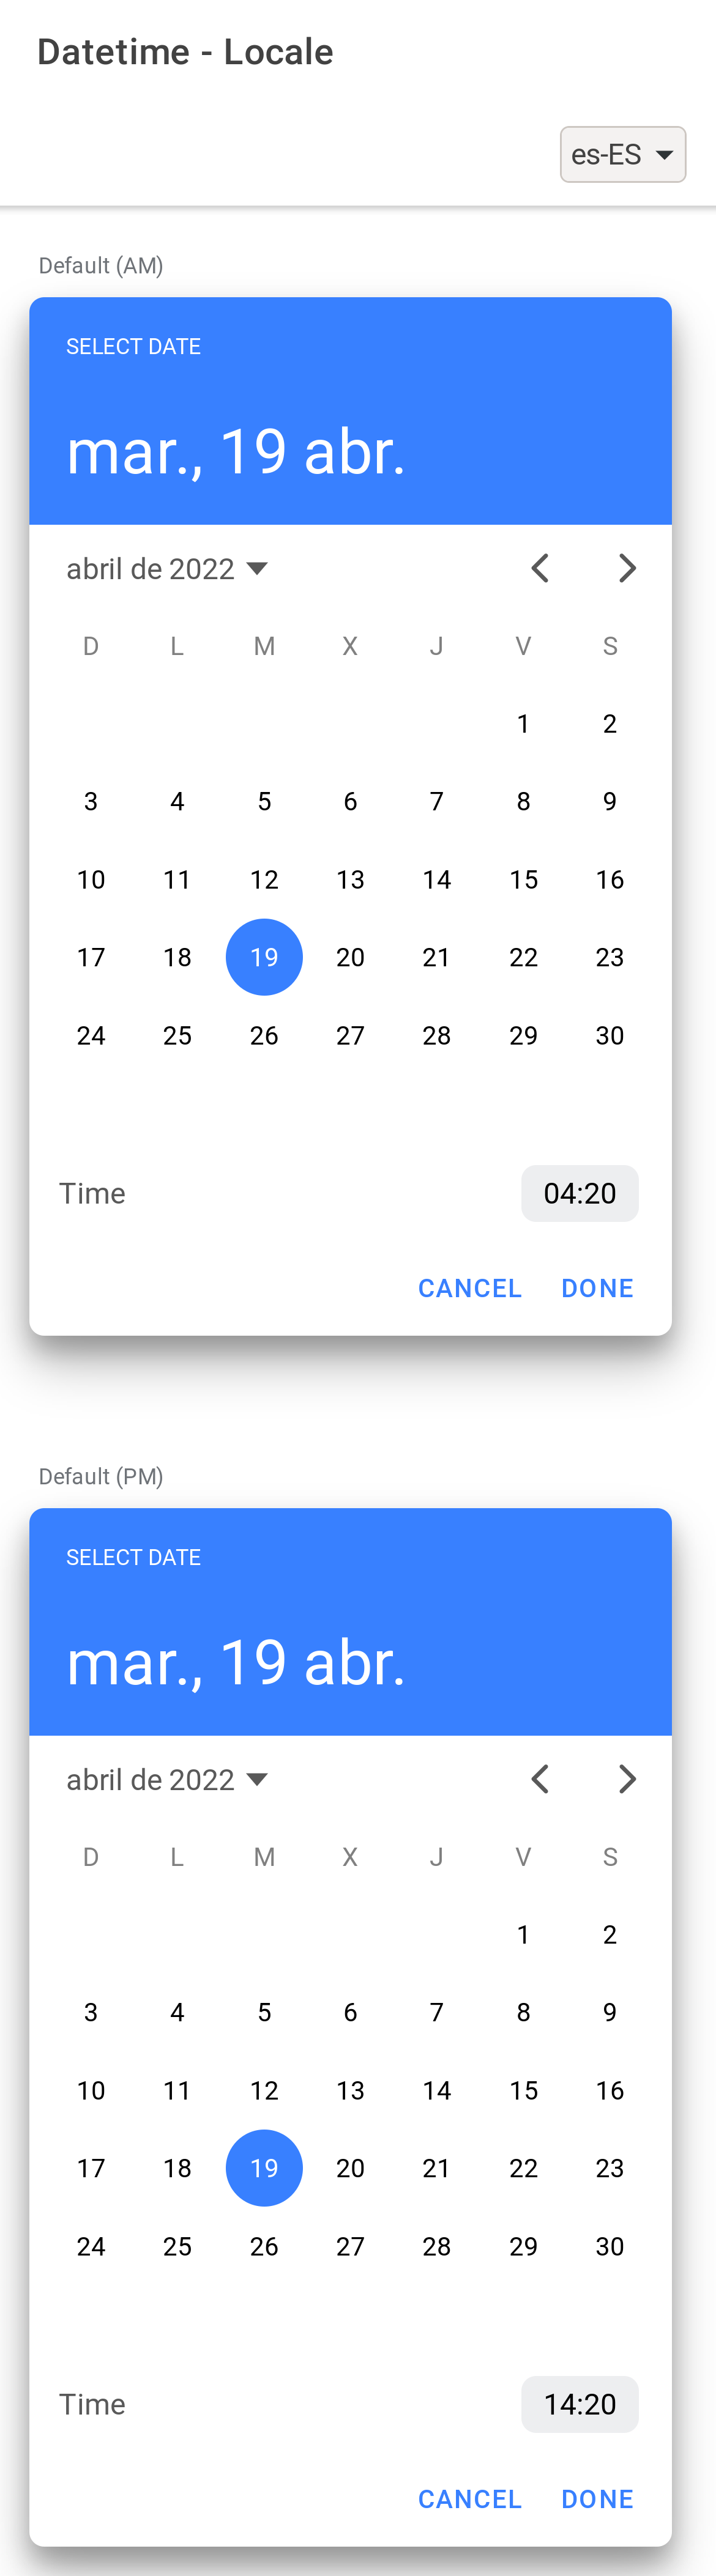 Datetime - Locale
es-ES
Default (AM)
SELECT DATE
mar., 19 abr.
abril de 2022
D L M X J V S
1 2
3 4 5 6 7 8 9
10 11 12 13 14 15 16
17 18 19 20 21 22 23
24 25 26 27 28 29 30
Time 04:20
CANCEL DONE
Default (PM)
SELECT DATE
mar., 19 abr.
abril de 2022
D L M X J V S
1 2
3 4 5 6 7 8 9
10 11 12 13 14 15 16
17 18 19 20 21 22 23
24 25 26 27 28 29 30
Time 14:20
CANCEL DONE